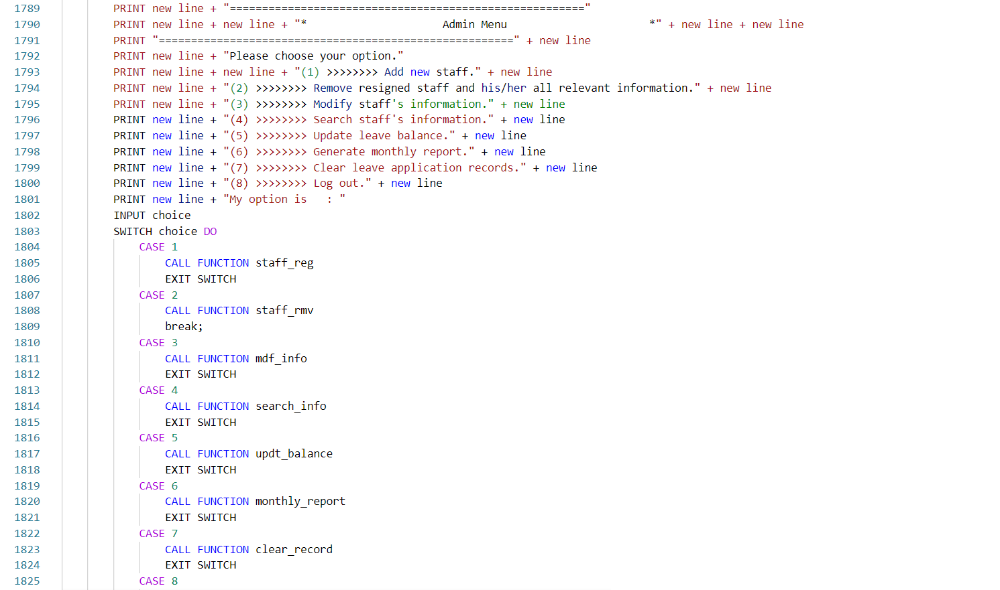 1789 PRINT new line + "======================================================="
1790 PRINT new line + new line + "*                     Admin Menu                      *" + new line + new line
1791 PRINT "=======================================================" + new line
1792 PRINT new line + "Please choose your option."
1793 PRINT new line + new line + "(1) >>>>>>>> Add new staff." + new line
1794 PRINT new line + "(2) >>>>>>>> Remove resigned staff and his/her all relevant information." + new line
1795 PRINT new line + "(3) >>>>>>>> Modify staff's information." + new line
1796 PRINT new line + "(4) >>>>>>>> Search staff's information." + new line
1797 PRINT new line + "(5) >>>>>>>> Update leave balance." + new line
1798 PRINT new line + "(6) >>>>>>>> Generate monthly report." + new line
1799 PRINT new line + "(7) >>>>>>>> Clear leave application records." + new line
1800 PRINT new line + "(8) >>>>>>>> Log out." + new line
1801 PRINT new line + "My option is   : "
1802 INPUT choice
1803 SWITCH choice DO
1804 CASE 1
1805 CALL FUNCTION staff_reg
1806 EXIT SWITCH
1807 CASE 2
1808 CALL FUNCTION staff_rmv
1809 break;
1810 CASE 3
1811 CALL FUNCTION mdf_info
1812 EXIT SWITCH
1813 CASE 4
1814 CALL FUNCTION search_info
1815 EXIT SWITCH
1816 CASE 5
1817 CALL FUNCTION updt_balance
1818 EXIT SWITCH
1819 CASE 6
1820 CALL FUNCTION monthly_report
1821 EXIT SWITCH
1822 CASE 7
1823 CALL FUNCTION clear_record
1824 EXIT SWITCH
1825 CASE 8